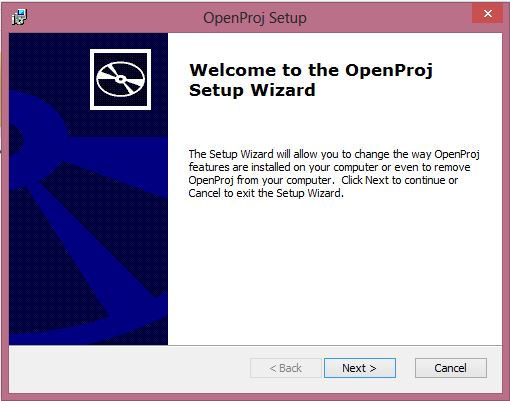 OpenProj Setup
Welcome to the OpenProj
Setup Wizard
The Setup Wizard will allow you to change the way OpenProj
features are installed on your computer or even to remove
OpenProj from your computer.  Click Next to continue or
Cancel to exit the Setup Wizard.
< Back
Next >
Cancel